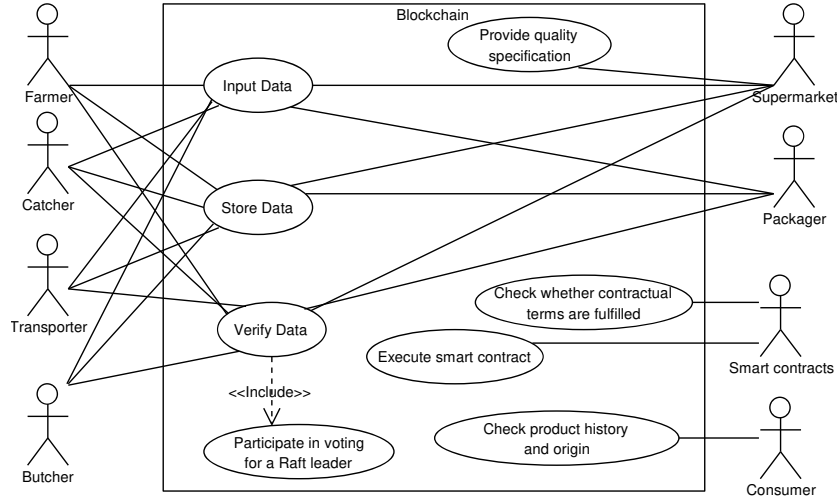 Blockchain
Provide quality
specification
Input Data
Farmer
Supermarket
Catcher
Store Data
Packager
Transporter
Verify Data
Check whether contractual
terms are fulfilled
Execute smart contract
Smart contracts
<<Include>>
Participate in voting
for a Raft leader
Check product history
and origin
Butcher
Consumer